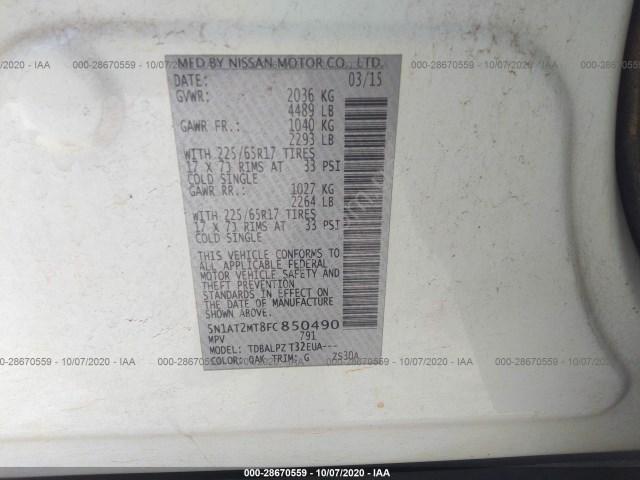 000-28670559 - 10/07/2020 - IAA
MFD BY NISSAN MOTOR CO., LTD.
DATE: 03/15
GVWR: 2036 KG
4489 LB
GAWR FR.: 1040 KG
2293 LB
WITH 225/65R17 TIRES
17 X 7J RIMS AT 33 PSI
COLD SINGLE
GAWR RR.: 1027 KG
2264 LB
WITH 225/65R17 TIRES
17 X 7J RIMS AT 33 PSI
COLD SINGLE
THIS VEHICLE CONFORMS TO
ALL APPLICABLE FEDERAL
MOTOR VEHICLE SAFETY AND
THEFT PREVENTION
STANDARDS IN EFFECT ON
THE DATE OF MANUFACTURE
SHOWN ABOVE.
5N1AT2MT8FC850490
MPV 791
MODEL: TDBALPZ T32EUA---
COLOR: QAK TRIM: G ZS30A
000-28670559 - 10/07/2020 - IAA